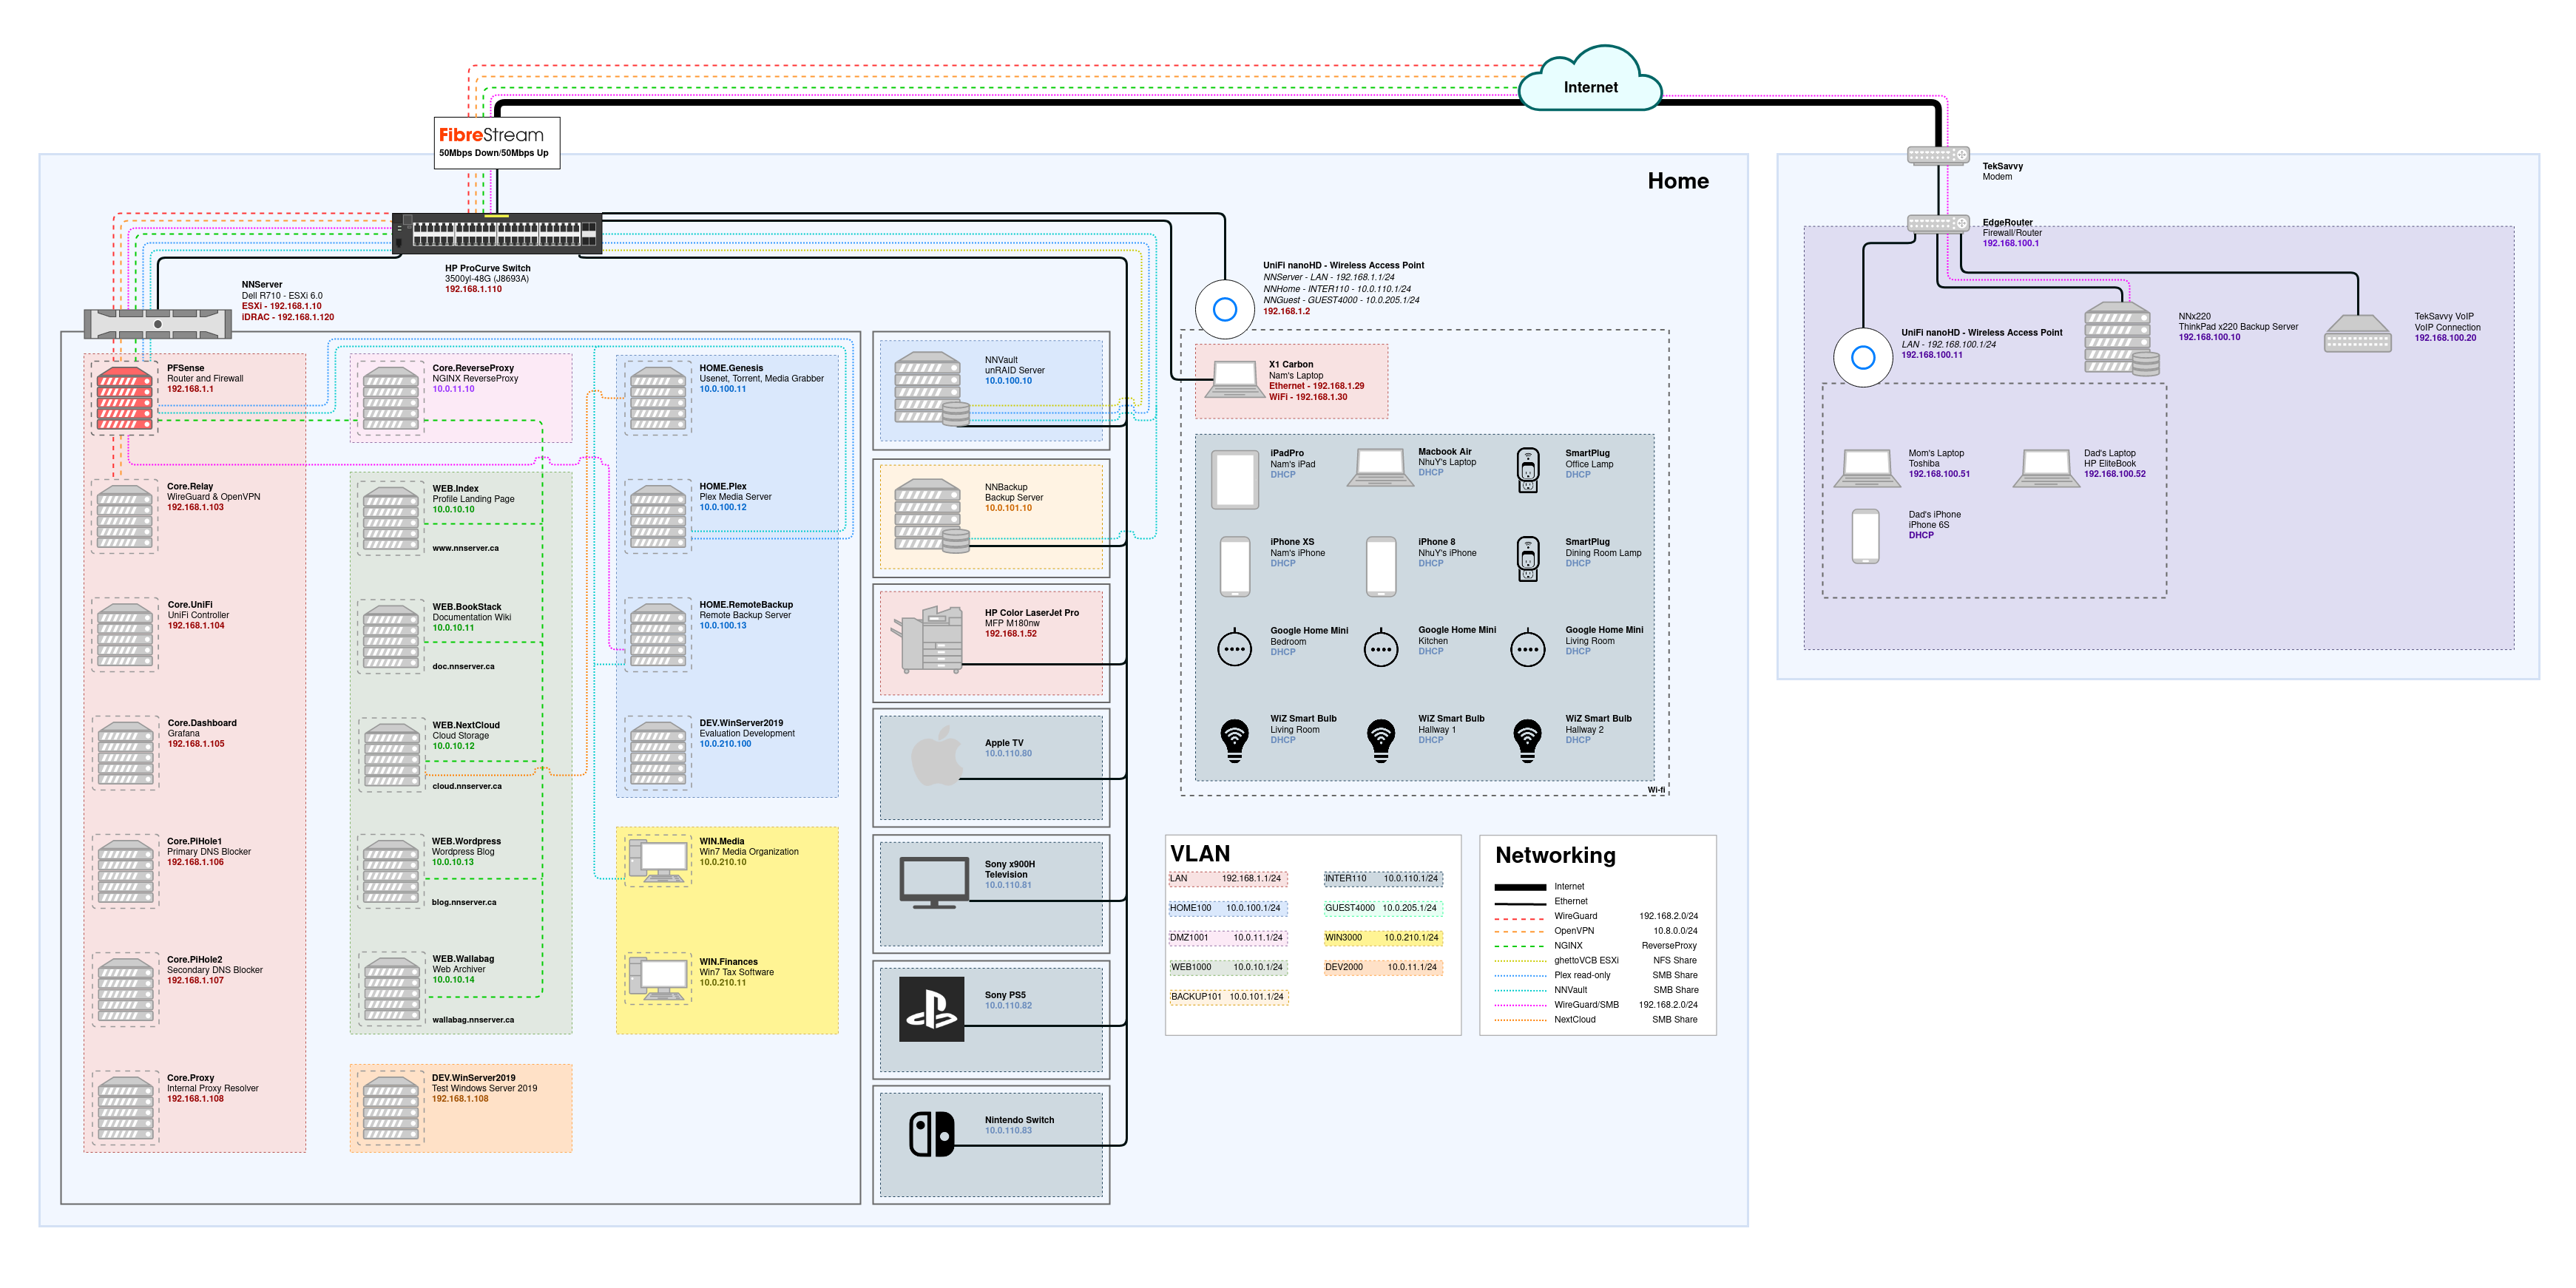 Internet
FibreStream
50Mbps Down/50Mbps Up
Home
HP ProCurve Switch
3500yl-48G (J8693A)
192.168.1.110
NNServer
Dell R710 - ESXi 6.0
ESXi - 192.168.1.10
iDRAC - 192.168.1.120
PFSense
Router and Firewall
192.168.1.1
Core.Relay
WireGuard & OpenVPN
192.168.1.103
Core.UniFi
UniFi Controller
192.168.1.104
Core.Dashboard
Grafana
192.168.1.105
Core.PiHole1
Primary DNS Blocker
192.168.1.106
Core.PiHole2
Secondary DNS Blocker
192.168.1.107
Core.Proxy
Internal Proxy Resolver
192.168.1.108
Core.ReverseProxy
NGINX ReverseProxy
10.0.11.10
WEB.Index
Profile Landing Page
10.0.10.10
www.nnserver.ca
WEB.BookStack
Documentation Wiki
10.0.10.11
doc.nnserver.ca
WEB.NextCloud
Cloud Storage
10.0.10.12
cloud.nnserver.ca
WEB.Wordpress
Wordpress Blog
10.0.10.13
blog.nnserver.ca
WEB.Wallabag
Web Archiver
10.0.10.14
wallabag.nnserver.ca
DEV.WinServer2019
Test Windows Server 2019
192.168.1.108
HOME.Genesis
Usenet, Torrent, Media Grabber
10.0.100.11
HOME.Plex
Plex Media Server
10.0.100.12
HOME.RemoteBackup
Remote Backup Server
10.0.100.13
DEV.WinServer2019
Evaluation Development
10.0.210.100
WIN.Media
Win7 Media Organization
10.0.210.10
WIN.Finances
Win7 Tax Software
10.0.210.11
NNVault
unRAID Server
10.0.100.10
NNBackup
Backup Server
10.0.101.10
HP Color LaserJet Pro
MFP M180nw
192.168.1.52
Apple TV
10.0.110.80
Sony x900H
Television
10.0.110.81
Sony PS5
10.0.110.82
Nintendo Switch
10.0.110.83
UniFi nanoHD - Wireless Access Point
NNServer - LAN - 192.168.1.1/24
NNHome - INTER110 - 10.0.110.1/24
NNGuest - GUEST4000 - 10.0.205.1/24
192.168.1.2
X1 Carbon
Nam's Laptop
Ethernet - 192.168.1.29
WiFi - 192.168.1.30
iPadPro
Nam's iPad
DHCP
Macbook Air
NhuY's Laptop
DHCP
SmartPlug
Office Lamp
DHCP
iPhone XS
Nam's iPhone
DHCP
iPhone 8
NhuY's iPhone
DHCP
SmartPlug
Dining Room Lamp
DHCP
Google Home Mini
Bedroom
DHCP
Google Home Mini
Kitchen
DHCP
Google Home Mini
Living Room
DHCP
WiZ Smart Bulb
Living Room
DHCP
WiZ Smart Bulb
Hallway 1
DHCP
WiZ Smart Bulb
Hallway 2
DHCP
Wi-fi
VLAN
LAN 192.168.1.1/24
INTER110 10.0.110.1/24
HOME100 10.0.100.1/24
GUEST4000 10.0.205.1/24
DMZ1001 10.0.11.1/24
WIN3000 10.0.210.1/24
WEB1000 10.0.10.1/24
DEV2000 10.0.11.1/24
BACKUP101 10.0.101.1/24
Networking
Internet
Ethernet
WireGuard 192.168.2.0/24
OpenVPN 10.8.0.0/24
NGINX ReverseProxy
ghettoVCB ESXi NFS Share
Plex read-only SMB Share
NNVault SMB Share
WireGuard/SMB 192.168.2.0/24
NextCloud SMB Share
TekSavvy
Modem
EdgeRouter
Firewall/Router
192.168.100.1
UniFi nanoHD - Wireless Access Point
LAN - 192.168.100.1/24
192.168.100.11
NNx220
ThinkPad x220 Backup Server
192.168.100.10
TekSavvy VoIP
VoIP Connection
192.168.100.20
Mom's Laptop
Toshiba
192.168.100.51
Dad's Laptop
HP EliteBook
192.168.100.52
Dad's iPhone
iPhone 6S
DHCP